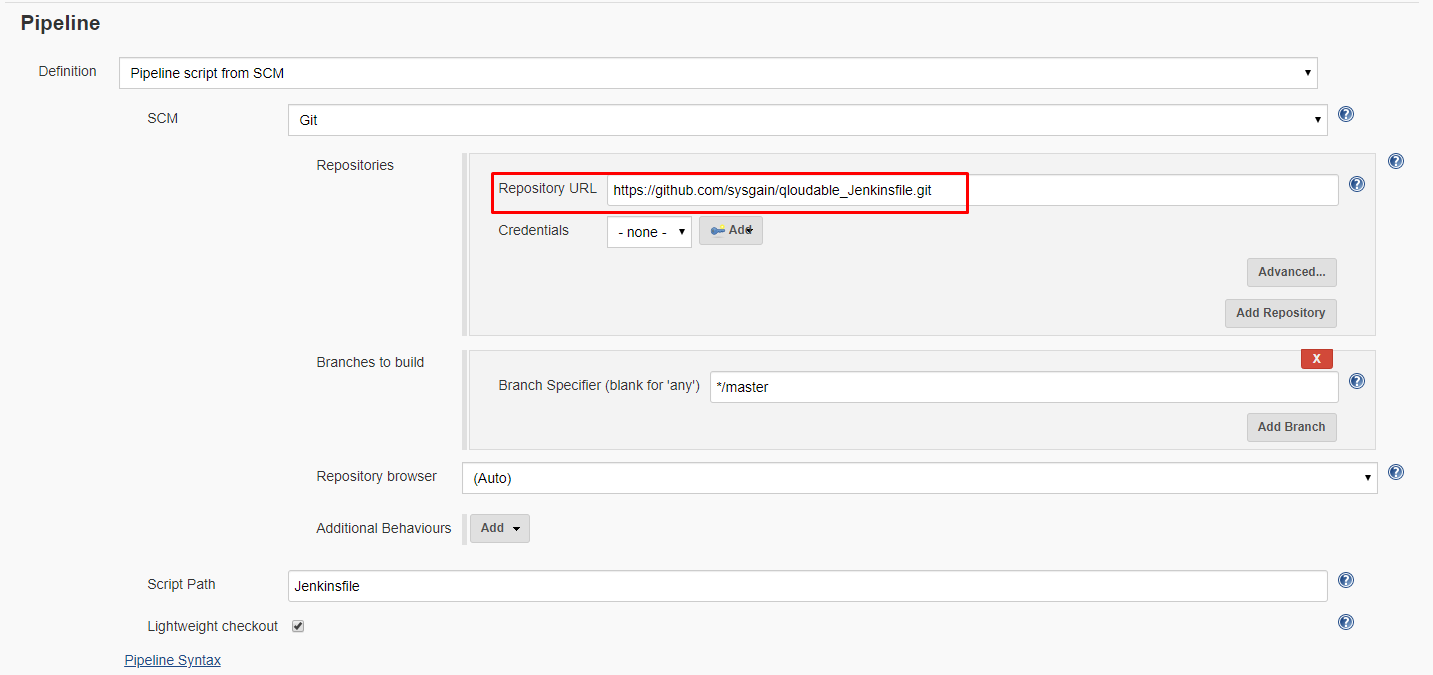 Pipeline
Definition Pipeline script from SCM
SCM Git
Repositories
Repository URL https://github.com/sysgain/qloudable_Jenkinsfile.git
Credentials - none - Add
Advanced...
Add Repository
Branches to build X
Branch Specifier (blank for 'any') */master
Add Branch
Repository browser (Auto)
Additional Behaviours Add
Script Path Jenkinsfile
Lightweight checkout
Pipeline Syntax